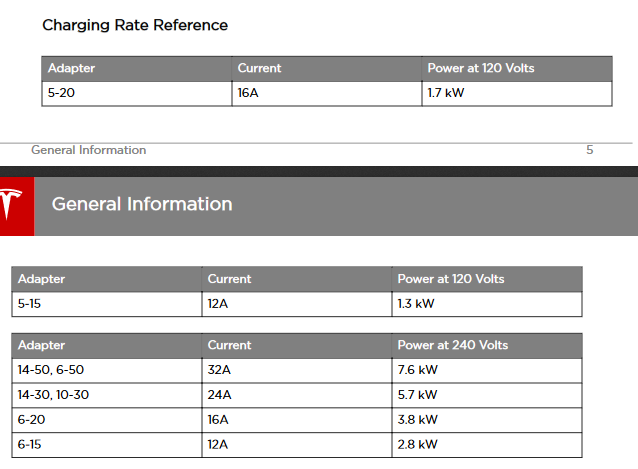 Charging Rate Reference
Adapter Current Power at 120 Volts
5-20 16A 1.7 kW
General Information 5
General Information
Adapter Current Power at 120 Volts
5-15 12A 1.3 kW
Adapter Current Power at 240 Volts
14-50, 6-50 32A 7.6 kW
14-30, 10-30 24A 5.7 kW
6-20 16A 3.8 kW
6-15 12A 2.8 kW